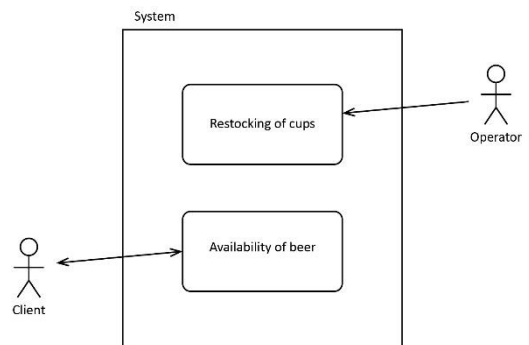 System
Restocking of cups
Operator
Availability of beer
Client